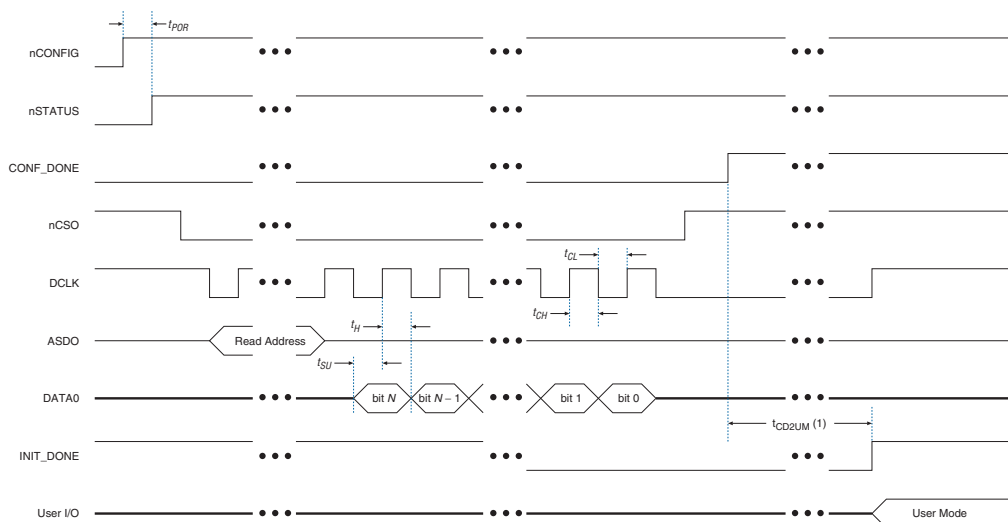 tPOR
nCONFIG
nSTATUS
CONF_DONE
nCSO
tCL
DCLK
tCH
tH
ASDO
Read Address
tSU
DATA0
bit N
bit N − 1
bit 1
bit 0
tCD2UM (1)
INIT_DONE
User I/O
User Mode